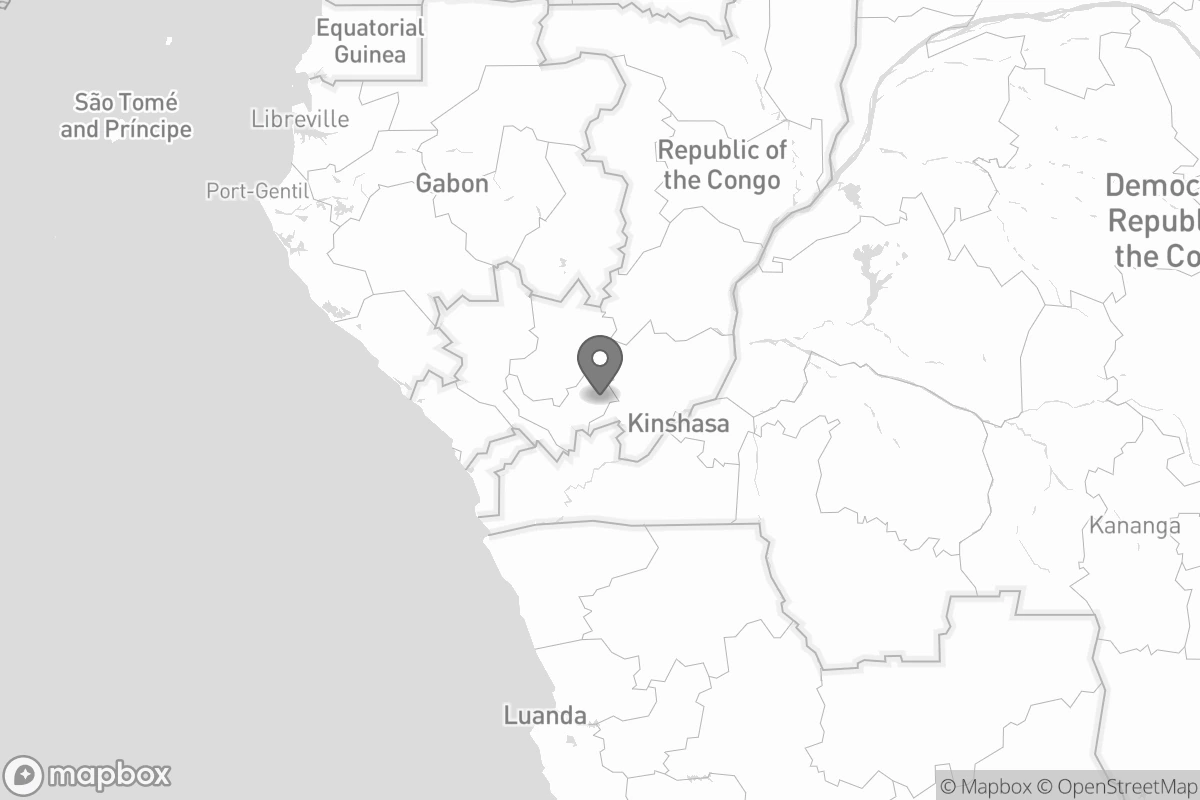 Equatorial
Guinea
São Tomé
and Príncipe
Libreville
Republic of
the Congo
Gabon
Port-Gentil
Democ
Republ
the Co
Kinshasa
Kananga
Luanda
mapbox
© Mapbox © OpenStreetMap